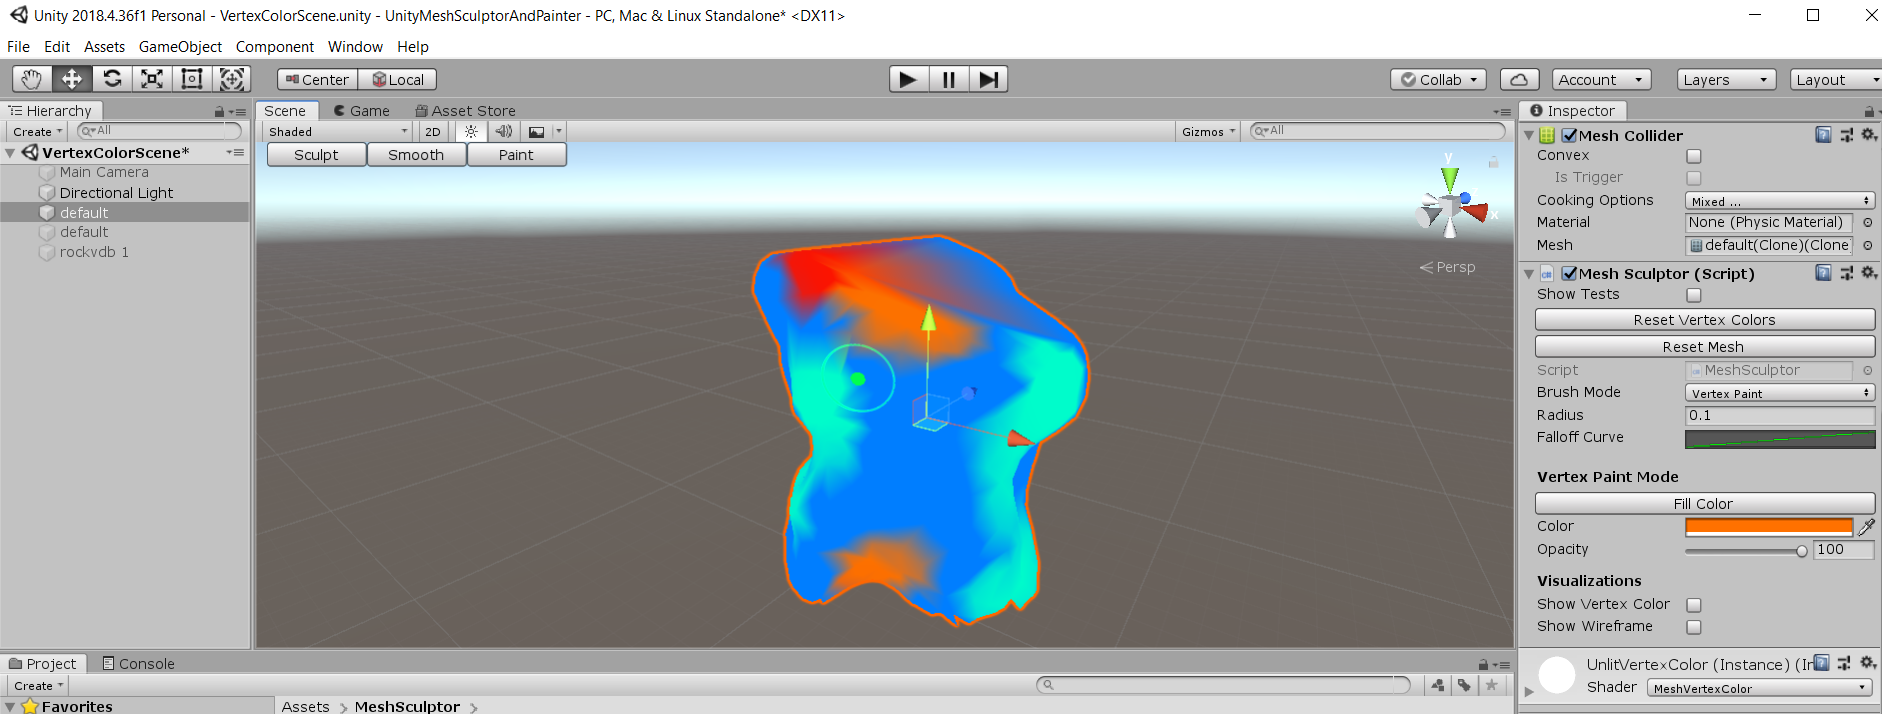 Unity 2018.4.36f1 Personal - VertexColorScene.unity - UnityMeshSculptorAndPainter - PC, Mac & Linux Standalone* <DX11>
File Edit Assets GameObject Component Window Help
Center Local Collab Account Layers Layout
Hierarchy
Create All
VertexColorScene*
Main Camera
Directional Light
default
default
rockvdb 1
Scene Game Asset Store
Shaded 2D Gizmos All
Sculpt Smooth Paint
y
x
Persp
Inspector
Mesh Collider
Convex
Is Trigger
Cooking Options Mixed ...
Material None (Physic Material)
Mesh default(Clone)(Clone
Mesh Sculptor (Script)
Show Tests
Reset Vertex Colors
Reset Mesh
Script MeshSculptor
Brush Mode Vertex Paint
Radius 0.1
Falloff Curve
Vertex Paint Mode
Fill Color
Color
Opacity 100
Visualizations
Show Vertex Color
Show Wireframe
UnlitVertexColor (Instance) (Ir
Shader MeshVertexColor
Project Console
Create
Favorites
Assets > MeshSculptor >